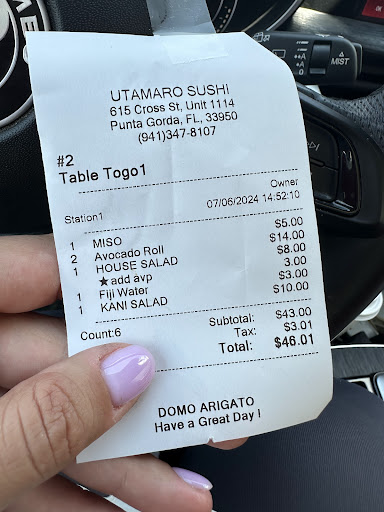 UTAMARO SUSHI
615 Cross St, Unit 1114
Punta Gorda, FL, 33950
(941)347-8107
#2
Table Togo1
Owner
Station1 07/06/2024 14:52:10
1 MISO $5.00
2 Avocado Roll $14.00
1 HOUSE SALAD $8.00
★add avp 3.00
1 Fiji Water $3.00
1 KANI SALAD $10.00
Count:6 Subtotal: $43.00
Tax: $3.01
Total: $46.01
DOMO ARIGATO
Have a Great Day !
MIST